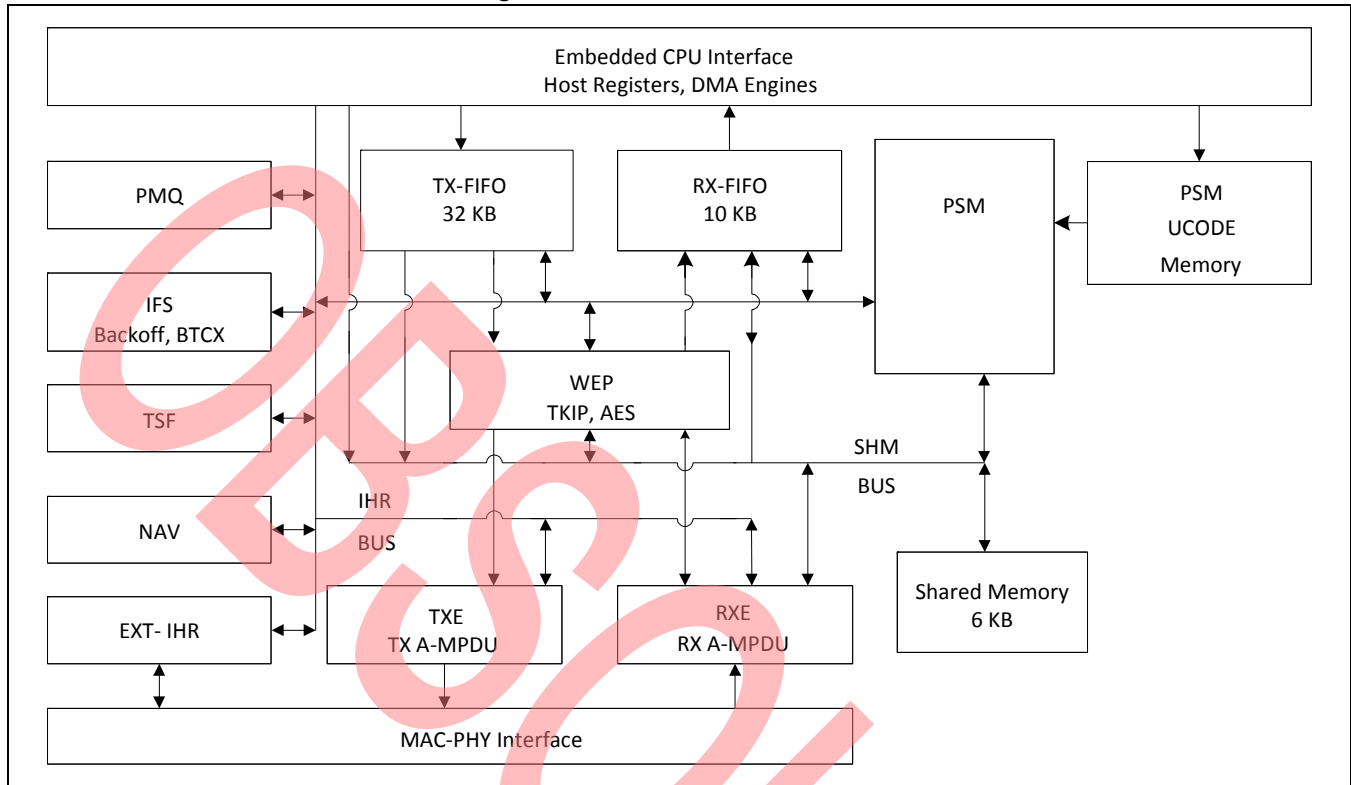 Embedded CPU Interface
Host Registers, DMA Engines
PMQ
TX-FIFO
32 KB
RX-FIFO
10 KB
PSM
PSM
UCODE
Memory
IFS
Backoff, BTCX
WEP
TKIP, AES
TSF
SHM
BUS
NAV
IHR
BUS
EXT- IHR
TXE
TX A-MPDU
RXE
RX A-MPDU
Shared Memory
6 KB
MAC-PHY Interface
OBSO